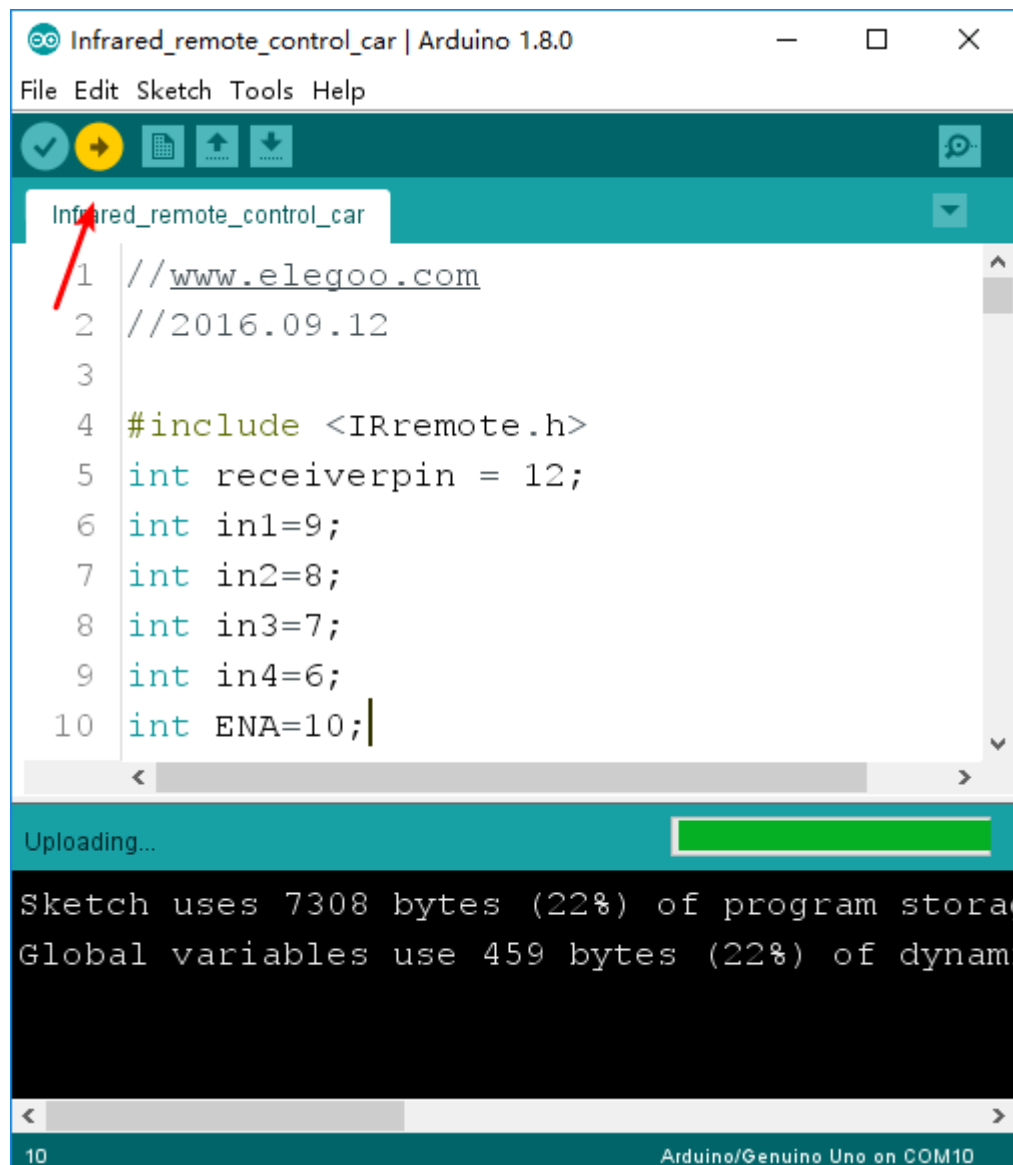 Infrared_remote_control_car | Arduino 1.8.0
File Edit Sketch Tools Help
Infrared_remote_control_car
1 //www.elegoo.com
2 //2016.09.12
3
4 #include <IRremote.h>
5 int receiverpin = 12;
6 int in1=9;
7 int in2=8;
8 int in3=7;
9 int in4=6;
10 int ENA=10;
Uploading...
Sketch uses 7308 bytes (22%) of program stora
Global variables use 459 bytes (22%) of dynam
10 Arduino/Genuino Uno on COM10